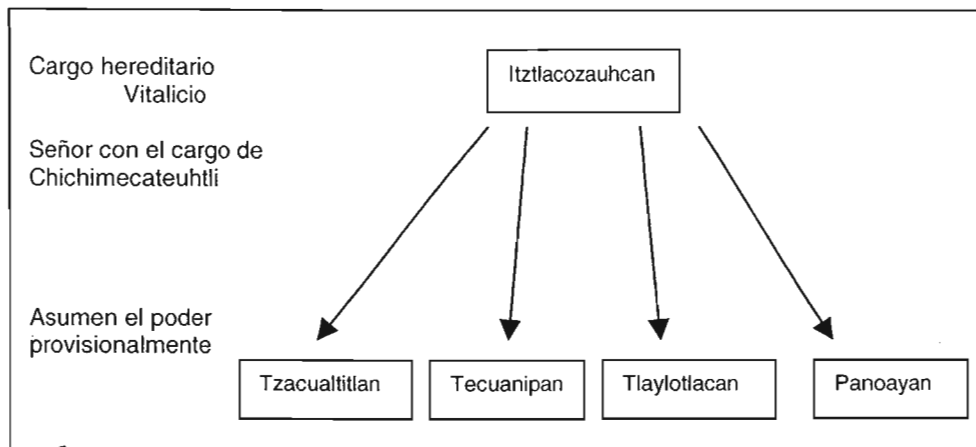 Cargo hereditario
Vitalicio
Itztlacozauhcan
Señor con el cargo de
Chichimecateuhtli
Asumen el poder
provisionalmente
Tzacualtitlan
Tecuanipan
Tlaylotlacan
Panoayan